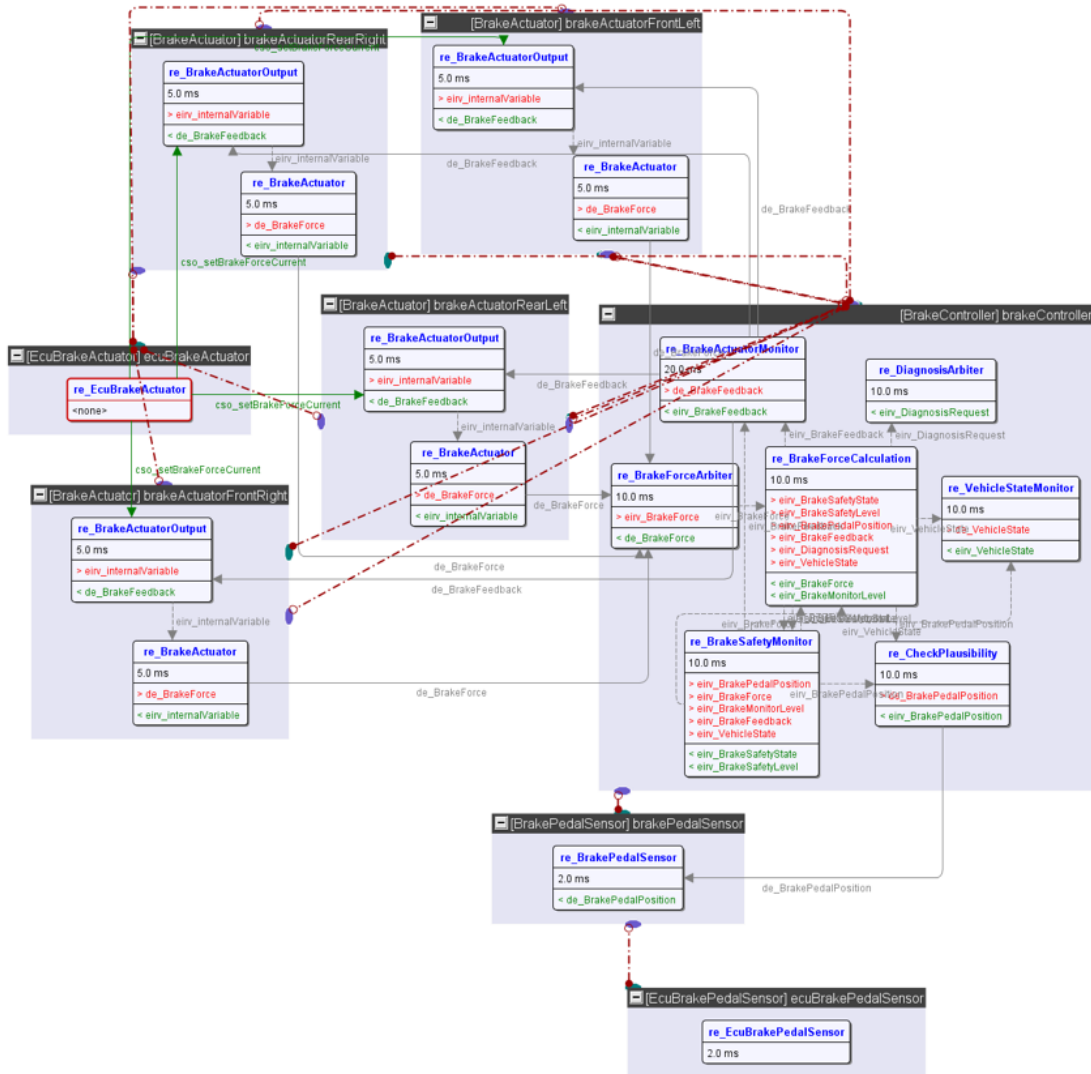 [BrakeActuator] brakeActuatorFrontLeft
[BrakeActuator] brakeActuatorRearRight
cso_setBrakeForceCurrent
re_BrakeActuatorOutput
5.0 ms
> eirv_internalVariable
< de_BrakeFeedback
re_BrakeActuatorOutput
5.0 ms
> eirv_internalVariable
< de_BrakeFeedback
eirv_internalVariable
eirv_internalVariable
de_BrakeFeedback
re_BrakeActuator
5.0 ms
> de_BrakeForce
< eirv_internalVariable
re_BrakeActuator
5.0 ms
> de_BrakeForce
< eirv_internalVariable
de_BrakeFeedback
cso_setBrakeForceCurrent
[BrakeActuator] brakeActuatorRearLeft
[BrakeController] brakeController
re_BrakeActuatorOutput
5.0 ms
> eirv_internalVariable
< de_BrakeFeedback
[EcuBrakeActuator] ecuBrakeActuator
re_EcuBrakeActuator
<none>
cso_setBrakeForceCurrent
de_BrakeForce
de_BrakeFeedback
re_BrakeActuatorMonitor
20.0 ms
> de_BrakeFeedback
< eirv_BrakeFeedback
re_DiagnosisArbiter
10.0 ms
< eirv_DiagnosisRequest
eirv_internalVariable
eirv_BrakeFeedback
eirv_DiagnosisRequest
re_BrakeActuator
5.0 ms
> de_BrakeForce
< eirv_internalVariable
de_BrakeForce
re_BrakeForceArbiter
10.0 ms
> eirv_BrakeForce
< de_BrakeForce
eirv_BrakeForce
re_BrakeForceCalculation
10.0 ms
> eirv_BrakeSafetyState
> eirv_BrakeSafetyLevel
> eirv_BrakePedalPosition
> eirv_BrakeFeedback
> eirv_DiagnosisRequest
> eirv_VehicleState
< eirv_BrakeForce
< eirv_BrakeMonitorLevel
eirv_VehicleState
re_VehicleStateMonitor
10.0 ms
> de_VehicleState
< eirv_VehicleState
cso_setBrakeForceCurrent
[BrakeActuator] brakeActuatorFrontRight
re_BrakeActuatorOutput
5.0 ms
> eirv_internalVariable
< de_BrakeFeedback
de_BrakeForce
de_BrakeFeedback
eirv_internalVariable
re_BrakeActuator
5.0 ms
> de_BrakeForce
< eirv_internalVariable
de_BrakeForce
eirv_BrakeForce
eirv_VehicleState
eirv_BrakePedalPosition
re_BrakeSafetyMonitor
10.0 ms
> eirv_BrakePedalPosition
> eirv_BrakeForce
> eirv_BrakeMonitorLevel
> eirv_BrakeFeedback
> eirv_VehicleState
< eirv_BrakeSafetyState
< eirv_BrakeSafetyLevel
eirv_BrakePedalPosition
re_CheckPlausibility
10.0 ms
> de_BrakePedalPosition
< eirv_BrakePedalPosition
[BrakePedalSensor] brakePedalSensor
re_BrakePedalSensor
2.0 ms
< de_BrakePedalPosition
de_BrakePedalPosition
[EcuBrakePedalSensor] ecuBrakePedalSensor
re_EcuBrakePedalSensor
2.0 ms